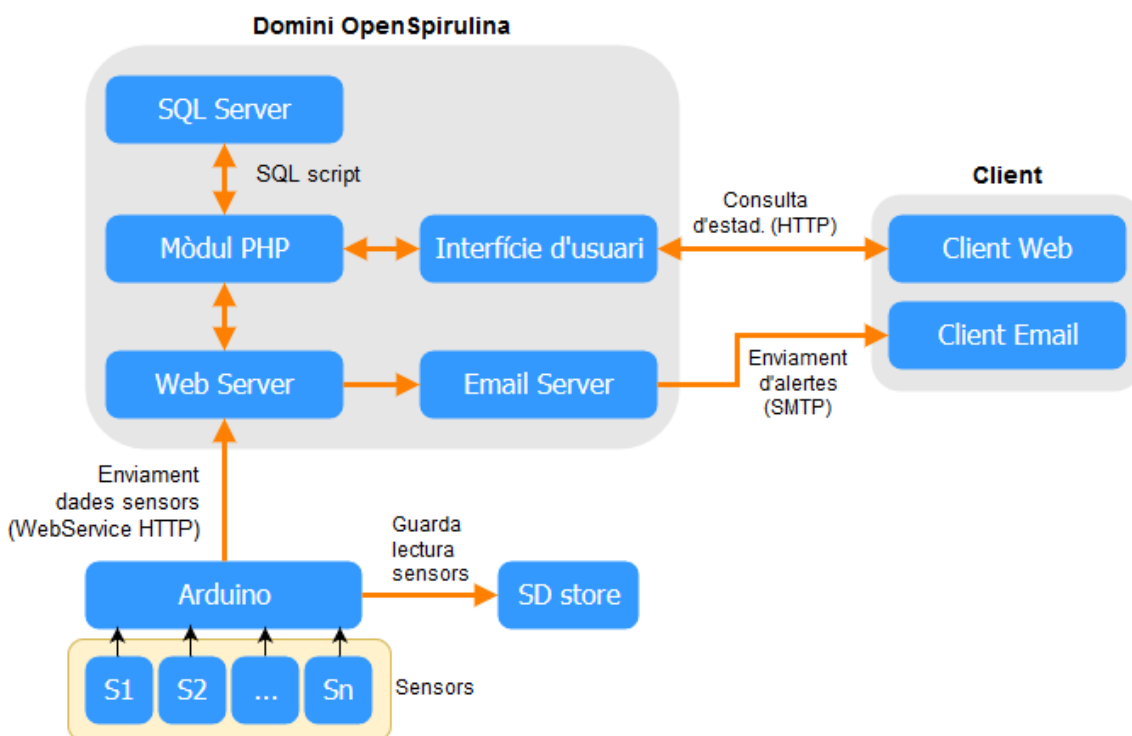 Domini OpenSpirulina
SQL Server
SQL script
Client
Mòdul PHP
Interfície d'usuari
Consulta
d'estad. (HTTP)
Client Web
Client Email
Web Server
Email Server
Enviament
d'alertes
(SMTP)
Enviament
dades sensors
(WebService HTTP)
Guarda
lectura
sensors
Arduino
SD store
S1
S2
...
Sn
Sensors